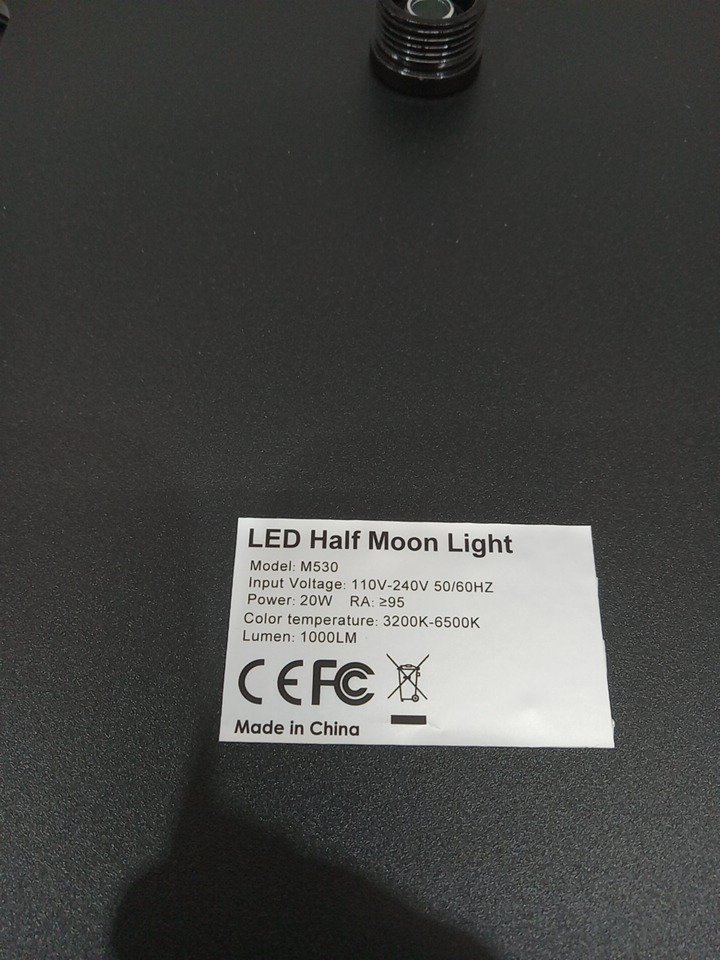 LED Half Moon Light
Model: M530
Input Voltage: 110V-240V 50/60HZ
Power: 20W RA: ≥95
Color temperature: 3200K-6500K
Lumen: 1000LM
CE FC
Made in China